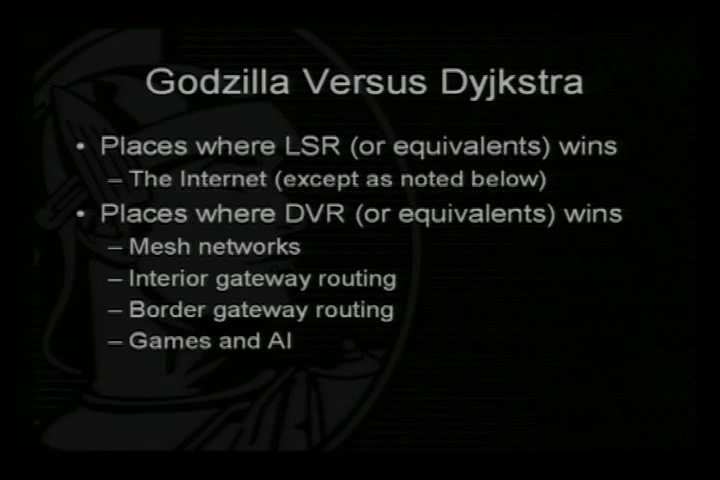 Godzilla Versus Dyjkstra
• Places where LSR (or equivalents) wins
– The Internet (except as noted below)
• Places where DVR (or equivalents) wins
– Mesh networks
– Interior gateway routing
– Border gateway routing
– Games and AI